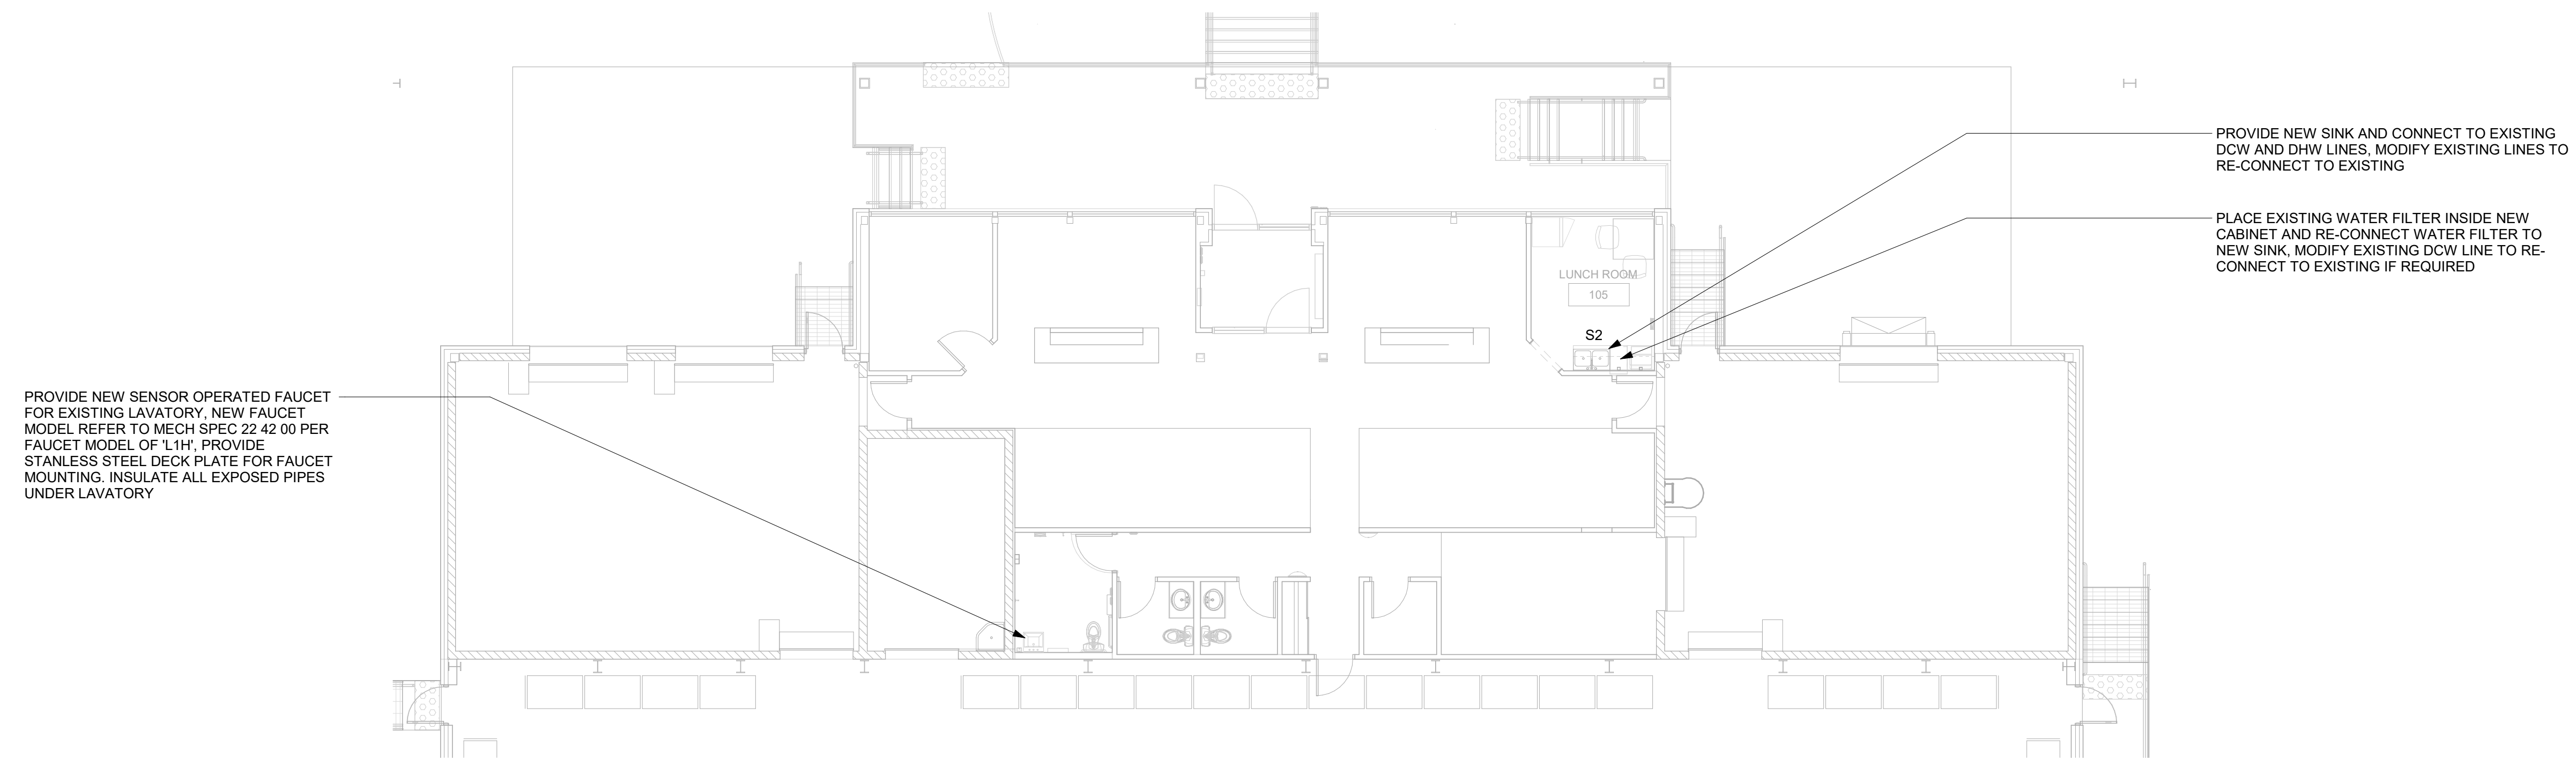 PROVIDE NEW SINK AND CONNECT TO EXISTING
DCW AND DHW LINES, MODIFY EXISTING LINES TO
RE-CONNECT TO EXISTING
PLACE EXISTING WATER FILTER INSIDE NEW
CABINET AND RE-CONNECT WATER FILTER TO
NEW SINK, MODIFY EXISTING DCW LINE TO RE-
CONNECT TO EXISTING IF REQUIRED
LUNCH ROOM
105
S2
PROVIDE NEW SENSOR OPERATED FAUCET
FOR EXISTING LAVATORY, NEW FAUCET
MODEL REFER TO MECH SPEC 22 42 00 PER
FAUCET MODEL OF 'L1H', PROVIDE
STANLESS STEEL DECK PLATE FOR FAUCET
MOUNTING. INSULATE ALL EXPOSED PIPES
UNDER LAVATORY